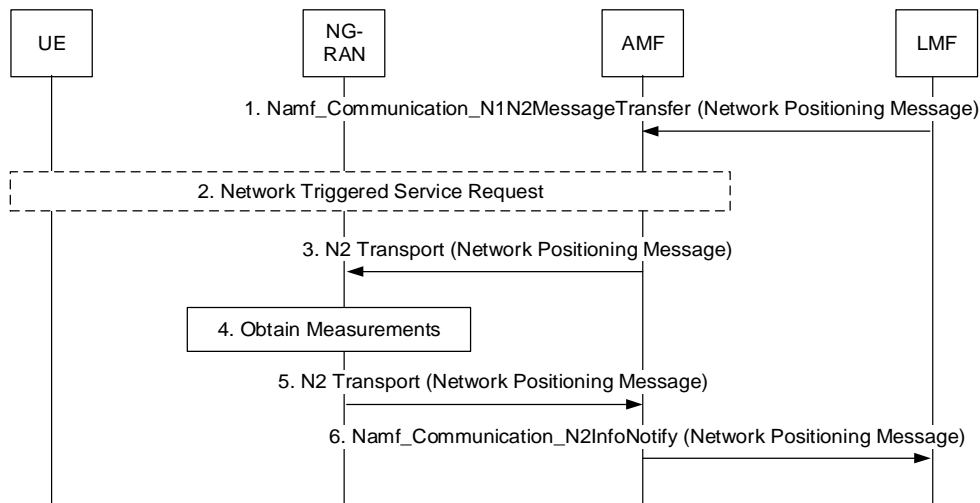 UE
NG-
RAN
AMF
LMF
1. Namf_Communication_N1N2MessageTransfer (Network Positioning Message)
2. Network Triggered Service Request
3. N2 Transport (Network Positioning Message)
4. Obtain Measurements
5. N2 Transport (Network Positioning Message)
6. Namf_Communication_N2InfoNotify (Network Positioning Message)